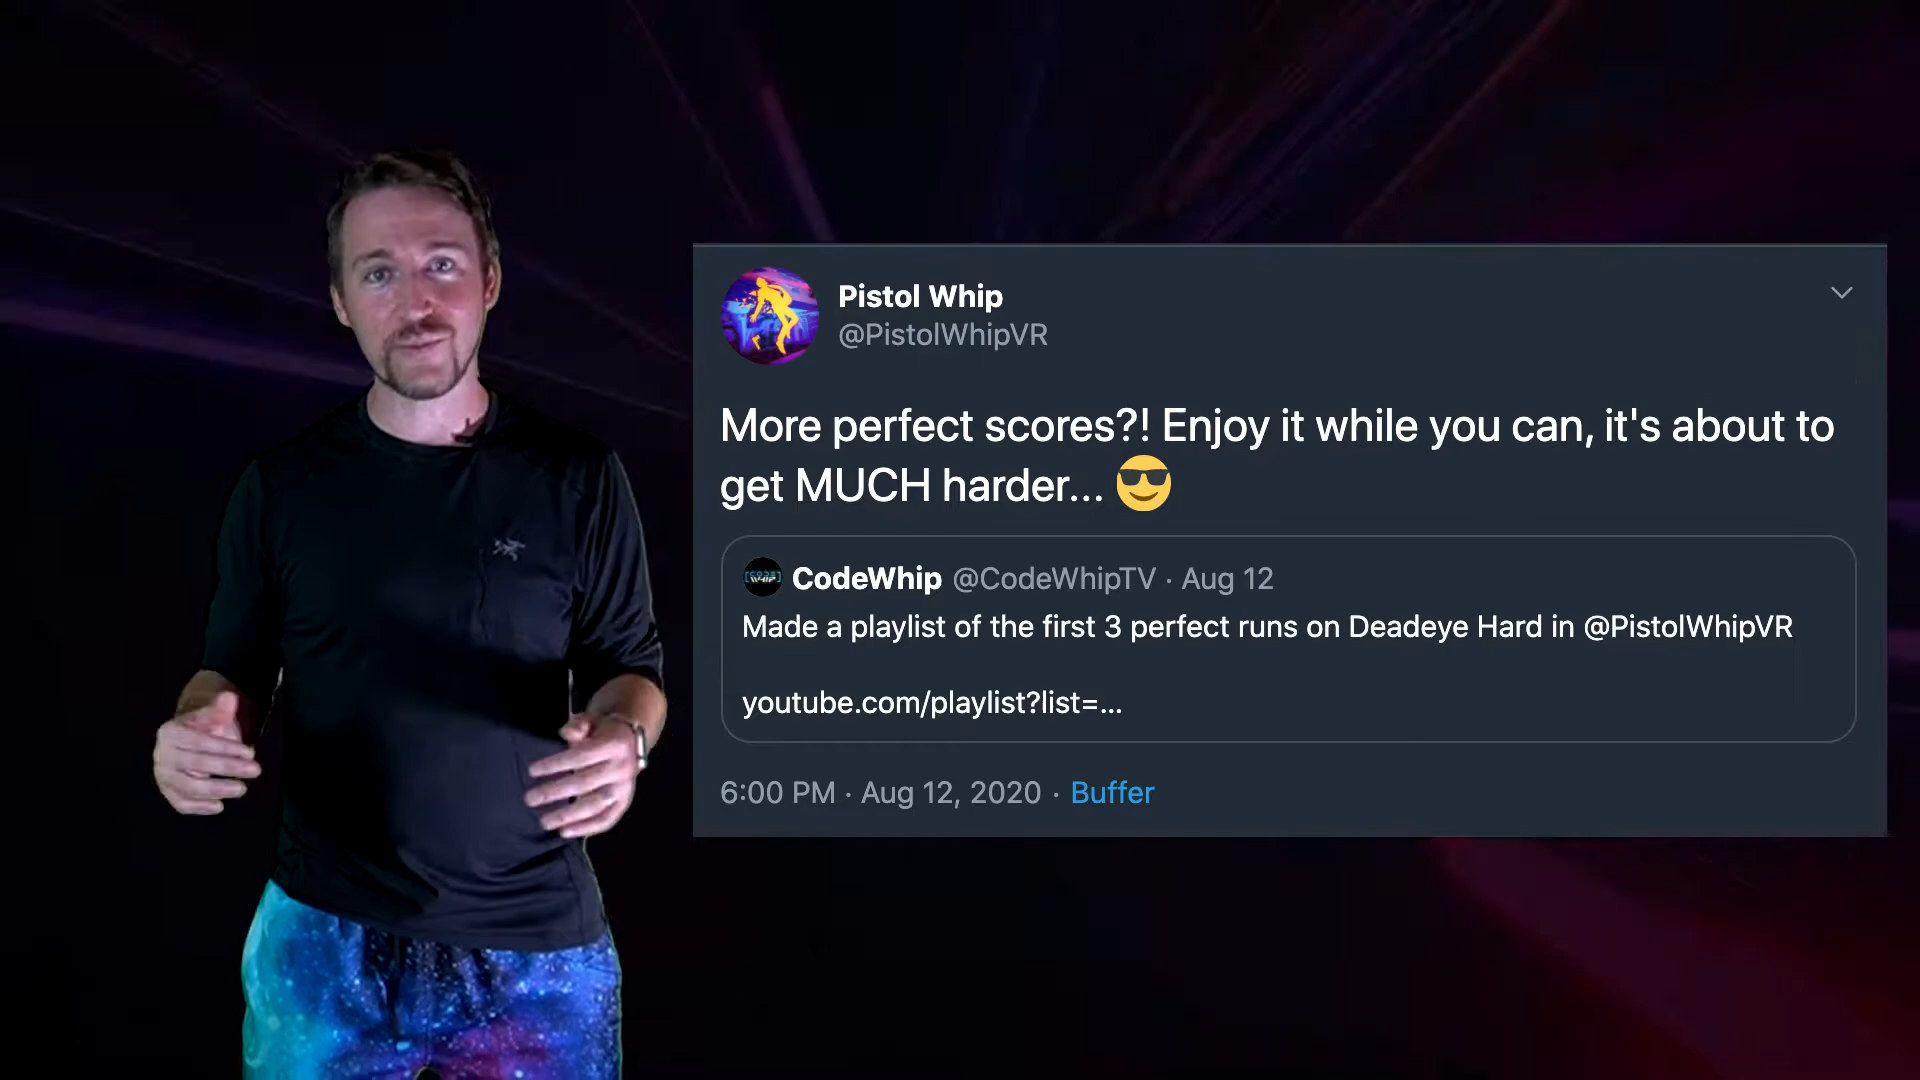 Pistol Whip
@PistolWhipVR
More perfect scores?! Enjoy it while you can, it's about to
get MUCH harder... 😎
[CODE]
WHIP
CodeWhip @CodeWhipTV · Aug 12
Made a playlist of the first 3 perfect runs on Deadeye Hard in @PistolWhipVR
youtube.com/playlist?list=...
6:00 PM · Aug 12, 2020 · Buffer